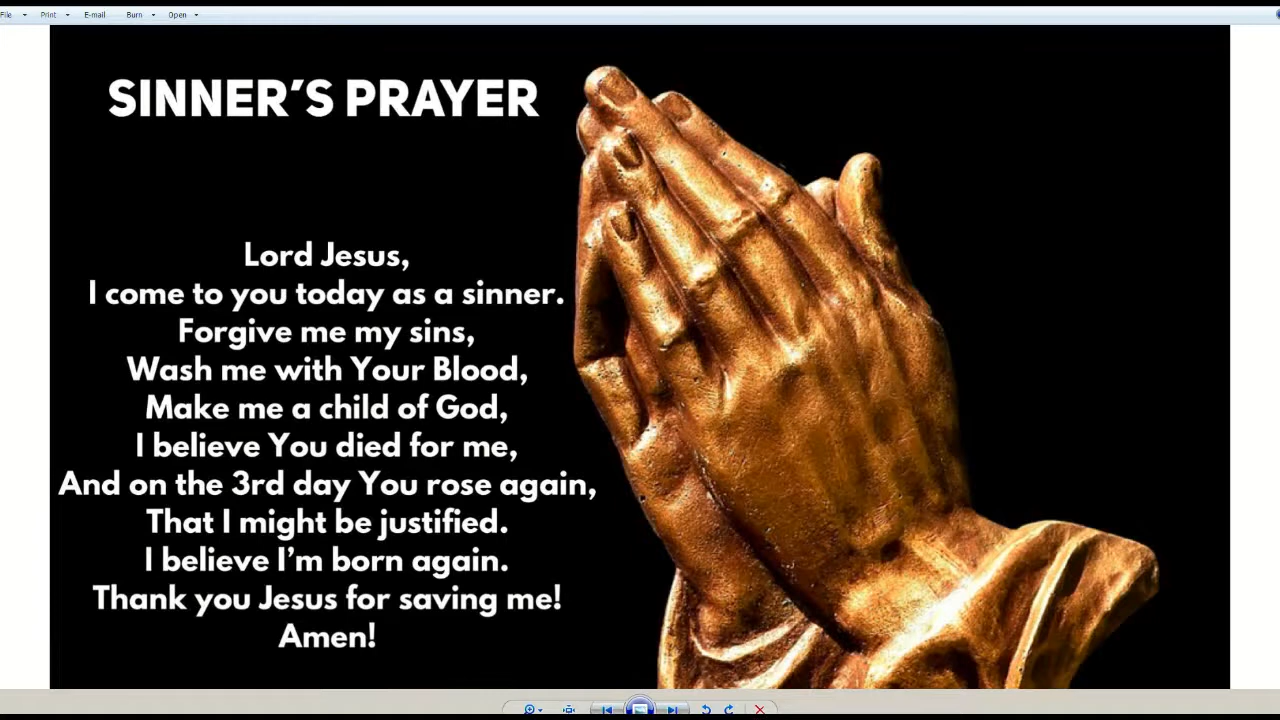 File Print E-mail Burn Open
SINNER'S PRAYER
Lord Jesus,
I come to you today as a sinner.
Forgive me my sins,
Wash me with Your Blood,
Make me a child of God,
I believe You died for me,
And on the 3rd day You rose again,
That I might be justified.
I believe I'm born again.
Thank you Jesus for saving me!
Amen!